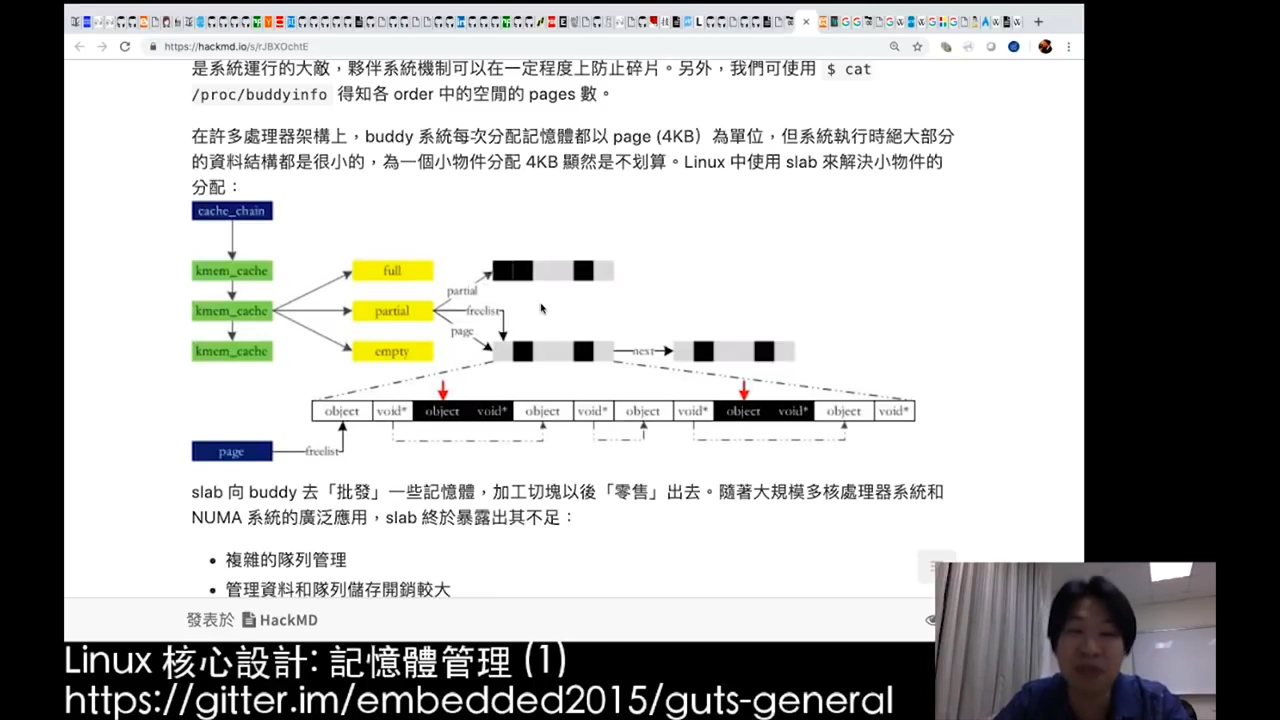 https://hackmd.io/s/rJBXOchtE
是系統運行的大敵，夥伴系統機制可以在一定程度上防止碎片。另外，我們可使用 $ cat
/proc/buddyinfo 得知各 order 中的空閒的 pages 數。
在許多處理器架構上，buddy 系統每次分配記憶體都以 page (4KB）為單位，但系統執行時絕大部分
的資料結構都是很小的，為一個小物件分配 4KB 顯然是不划算。Linux 中使用 slab 來解決小物件的
分配：
cache_chain
kmem_cache
full
partial
kmem_cache
partial
freelist
page
kmem_cache
empty
next
object void* object void* object void* object void* object void* object void*
page
freelist
slab 向 buddy 去「批發」一些記憶體，加工切塊以後「零售」出去。隨著大規模多核處理器系統和
NUMA 系統的廣泛應用，slab 終於暴露出其不足：
• 複雜的隊列管理
• 管理資料和隊列儲存開銷較大
發表於 HackMD
Linux 核心設計: 記憶體管理 (1)
https://gitter.im/embedded2015/guts-general